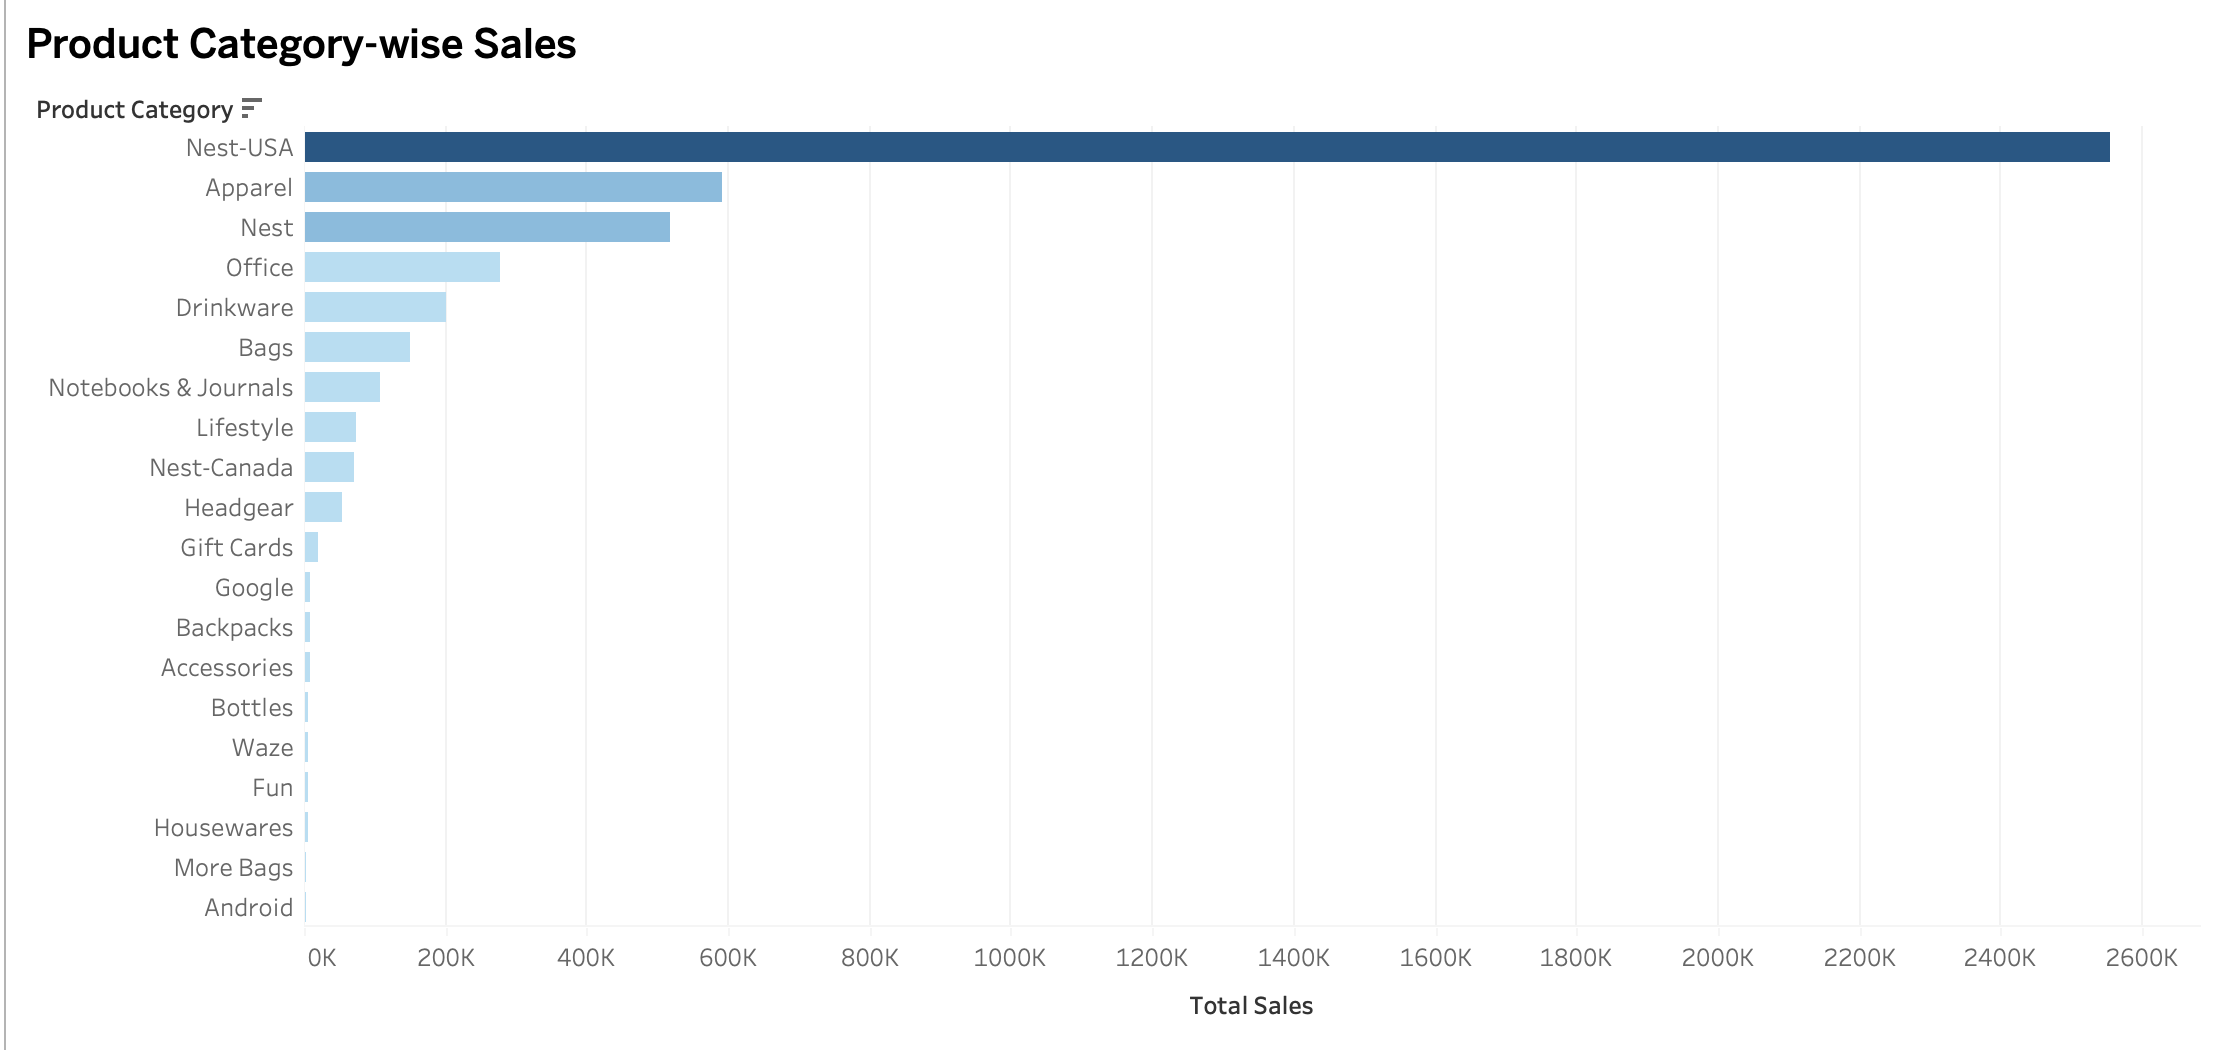 Product Category-wise Sales
Product Category
Nest-USA
Apparel
Nest
Office
Drinkware
Bags
Notebooks & Journals
Lifestyle
Nest-Canada
Headgear
Gift Cards
Google
Backpacks
Accessories
Bottles
Waze
Fun
Housewares
More Bags
Android
0K 200K 400K 600K 800K 1000K 1200K 1400K 1600K 1800K 2000K 2200K 2400K 2600K
Total Sales